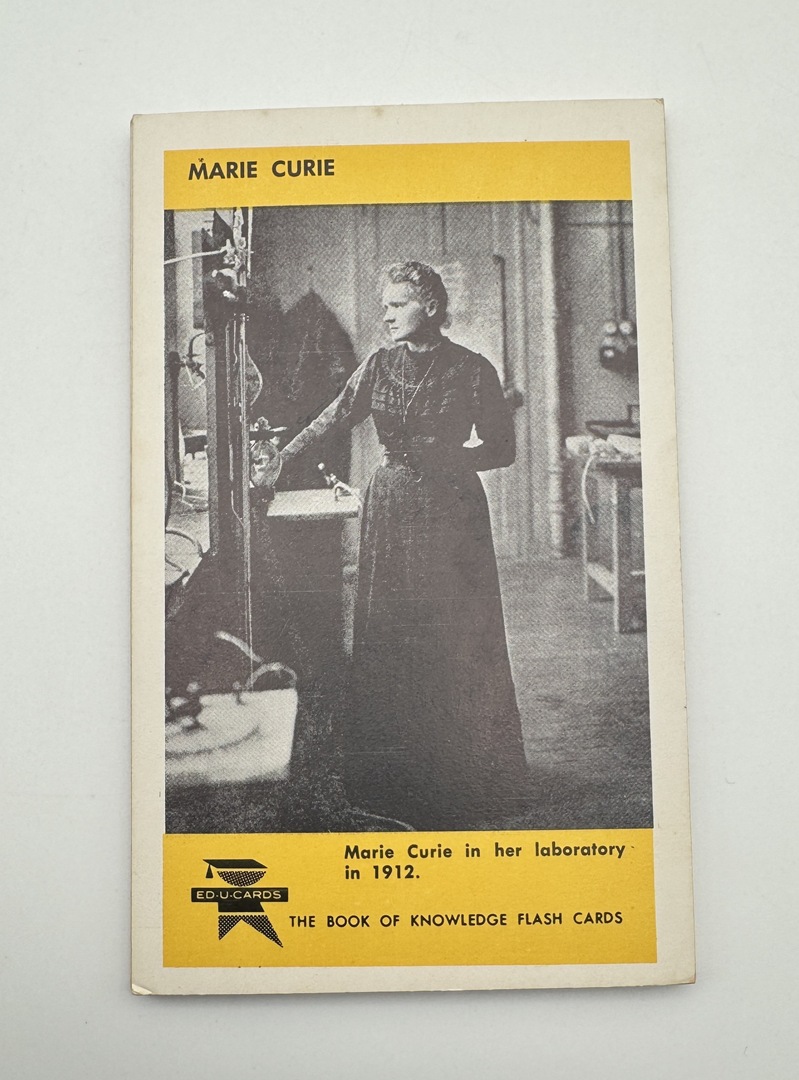 MARIE CURIE
Marie Curie in her laboratory
in 1912.
ED-U-CARDS
THE BOOK OF KNOWLEDGE FLASH CARDS